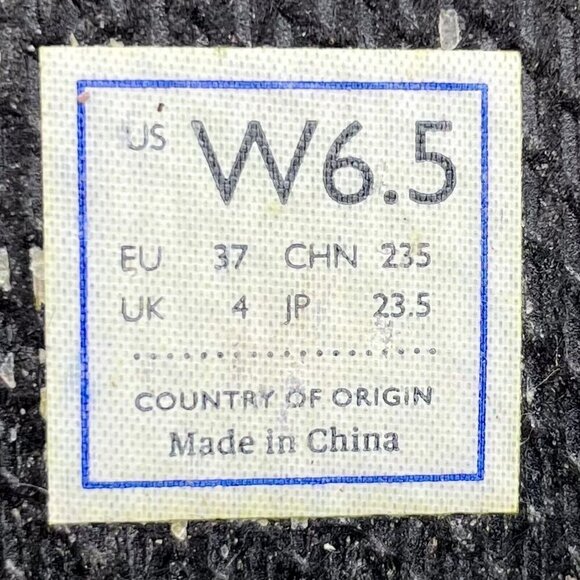 US W6.5
EU 37 CHN 235
UK 4 JP 23.5
COUNTRY OF ORIGIN
Made in China